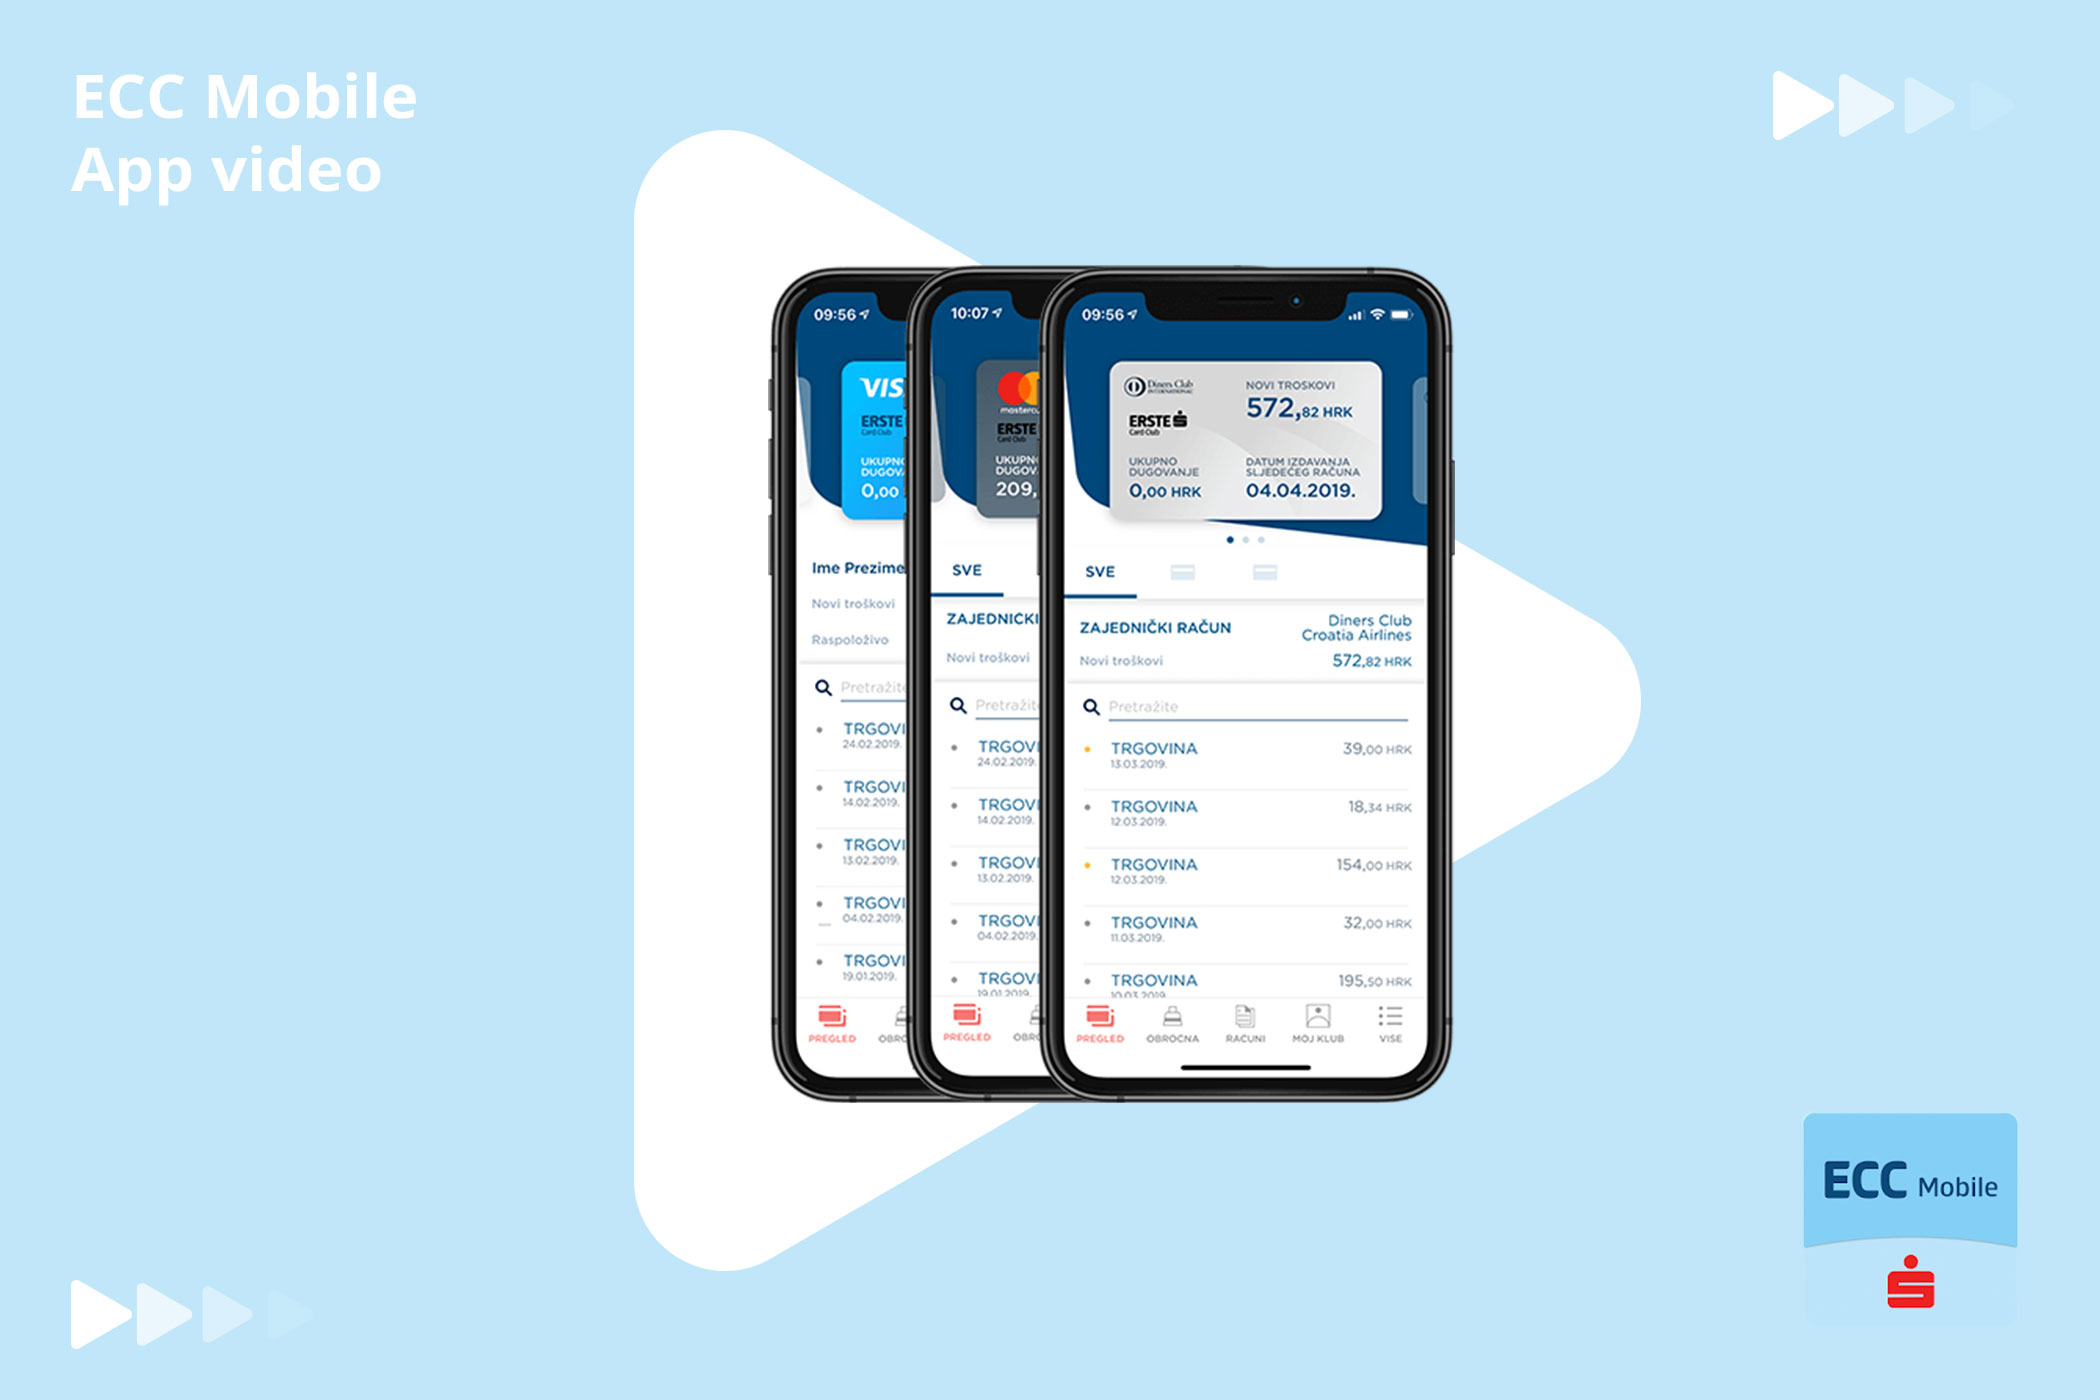 ECC Mobile
App video
09:56
VIS
ERSTE
Card Club
UKUPNO
DUGOV
0,00
Ime Prezime
Novi troškovi
Raspoloživo
Pretražite
TRGOVI
24.02.2019.
TRGOVI
14.02.2019.
TRGOVI
13.02.2019.
TRGOVI
04.02.2019.
TRGOVI
19.01.2019.
PREGLED
OBRO
10:07
masterc
ERSTE
Card Club
UKUPN
DUGOV
209,
SVE
ZAJEDNICKI
Novi troškovi
Pretražit
TRGOVI
24.02.2019.
TRGOVI
14.02.2019.
TRGOVI
13.02.2019.
TRGOVI
04.02.2019.
TRGOVI
19.01.2019.
PREGLED
OBRO
09:56
Diners Club
INTERNATIONAL
NOVI TROSKOVI
572,82 HRK
ERSTE
Card Club
UKUPNO
DUGOVANJE
0,00 HRK
DATUM IZDAVANJA
SLJEDEĆEG RAČUNA
04.04.2019.
SVE
ZAJEDNIČKI RAČUN
Diners Club
Croatia Airlines
Novi troškovi
572,82 HRK
Pretražite
TRGOVINA
39,00 HRK
13.03.2019.
TRGOVINA
18,34 HRK
12.03.2019.
TRGOVINA
154,00 HRK
12.03.2019.
TRGOVINA
32,00 HRK
11.03.2019.
TRGOVINA
195,50 HRK
10.03.2019.
PREGLED
OBROCNA
RACUNI
MOJ KLUB
VISE
ECC Mobile